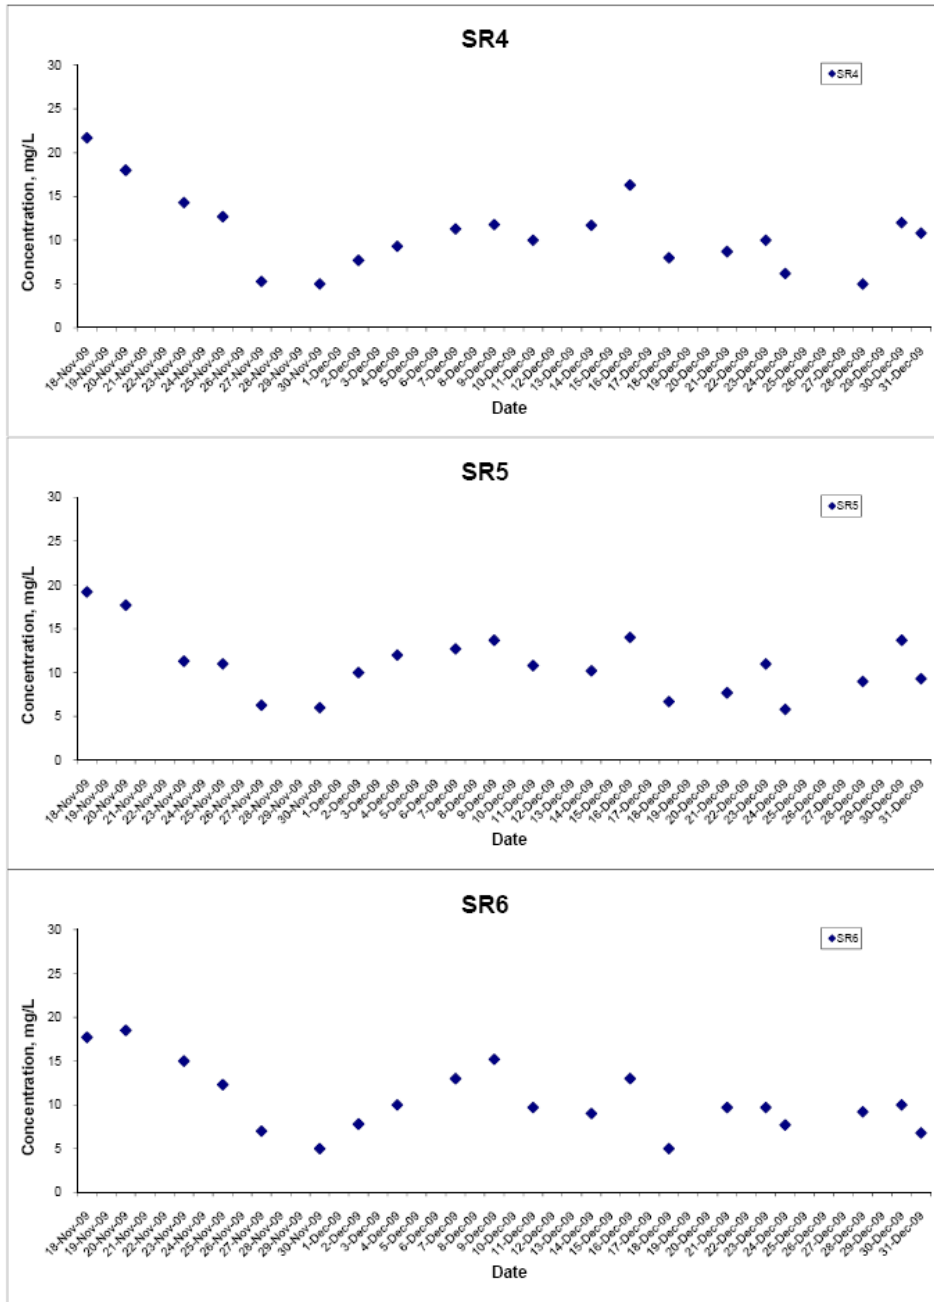 SR4
SR4
30
25
20
15
10
5
0
Concentration, mg/L
18-Nov-09
19-Nov-09
20-Nov-09
21-Nov-09
22-Nov-09
23-Nov-09
24-Nov-09
25-Nov-09
26-Nov-09
27-Nov-09
28-Nov-09
29-Nov-09
30-Nov-09
1-Dec-09
2-Dec-09
3-Dec-09
4-Dec-09
5-Dec-09
6-Dec-09
7-Dec-09
8-Dec-09
9-Dec-09
10-Dec-09
11-Dec-09
12-Dec-09
13-Dec-09
14-Dec-09
15-Dec-09
16-Dec-09
17-Dec-09
18-Dec-09
19-Dec-09
20-Dec-09
21-Dec-09
22-Dec-09
23-Dec-09
24-Dec-09
25-Dec-09
26-Dec-09
27-Dec-09
28-Dec-09
29-Dec-09
30-Dec-09
31-Dec-09
Date
SR5
SR5
30
25
20
15
10
5
0
Concentration, mg/L
18-Nov-09
19-Nov-09
20-Nov-09
21-Nov-09
22-Nov-09
23-Nov-09
24-Nov-09
25-Nov-09
26-Nov-09
27-Nov-09
28-Nov-09
29-Nov-09
30-Nov-09
1-Dec-09
2-Dec-09
3-Dec-09
4-Dec-09
5-Dec-09
6-Dec-09
7-Dec-09
8-Dec-09
9-Dec-09
10-Dec-09
11-Dec-09
12-Dec-09
13-Dec-09
14-Dec-09
15-Dec-09
16-Dec-09
17-Dec-09
18-Dec-09
19-Dec-09
20-Dec-09
21-Dec-09
22-Dec-09
23-Dec-09
24-Dec-09
25-Dec-09
26-Dec-09
27-Dec-09
28-Dec-09
29-Dec-09
30-Dec-09
31-Dec-09
Date
SR6
SR6
30
25
20
15
10
5
0
Concentration, mg/L
18-Nov-09
19-Nov-09
20-Nov-09
21-Nov-09
22-Nov-09
23-Nov-09
24-Nov-09
25-Nov-09
26-Nov-09
27-Nov-09
28-Nov-09
29-Nov-09
30-Nov-09
1-Dec-09
2-Dec-09
3-Dec-09
4-Dec-09
5-Dec-09
6-Dec-09
7-Dec-09
8-Dec-09
9-Dec-09
10-Dec-09
11-Dec-09
12-Dec-09
13-Dec-09
14-Dec-09
15-Dec-09
16-Dec-09
17-Dec-09
18-Dec-09
19-Dec-09
20-Dec-09
21-Dec-09
22-Dec-09
23-Dec-09
24-Dec-09
25-Dec-09
26-Dec-09
27-Dec-09
28-Dec-09
29-Dec-09
30-Dec-09
31-Dec-09
Date